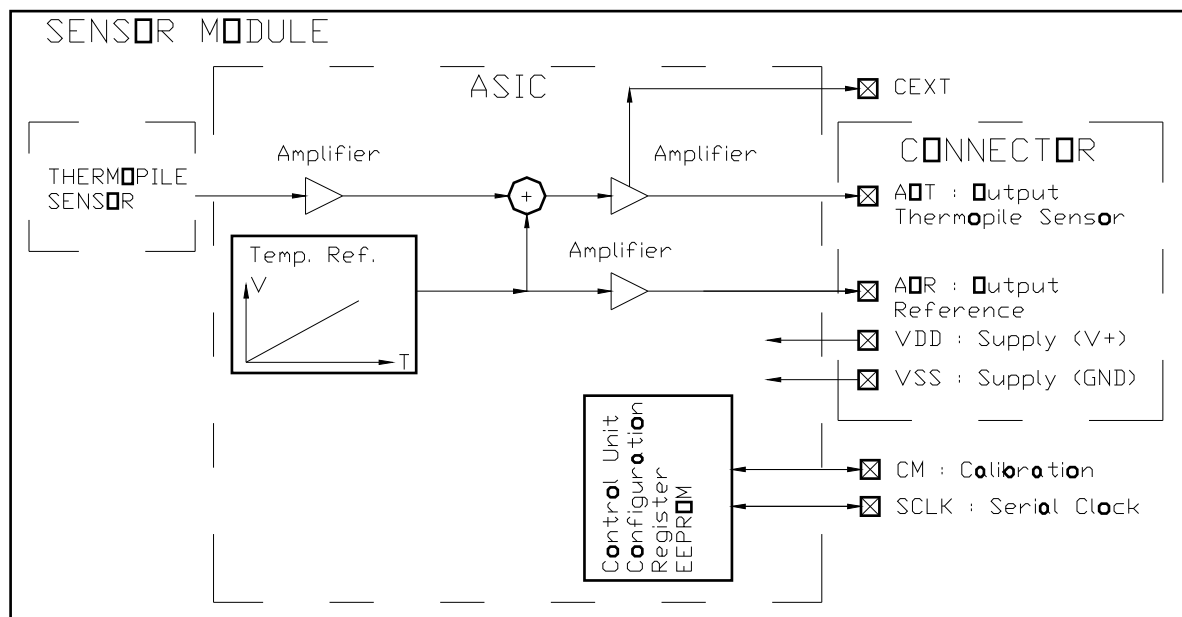 SENSOR MODULE
ASIC
CEXT
Amplifier
Amplifier
CONNECTOR
THERMOPILE
SENSOR
AOT : Output
Thermopile Sensor
Temp. Ref.
V
T
Amplifier
AOR : Output
Reference
VDD : Supply (V+)
VSS : Supply (GND)
Control Unit
Configuration
Register
EEPROM
CM : Calibration
SCLK : Serial Clock